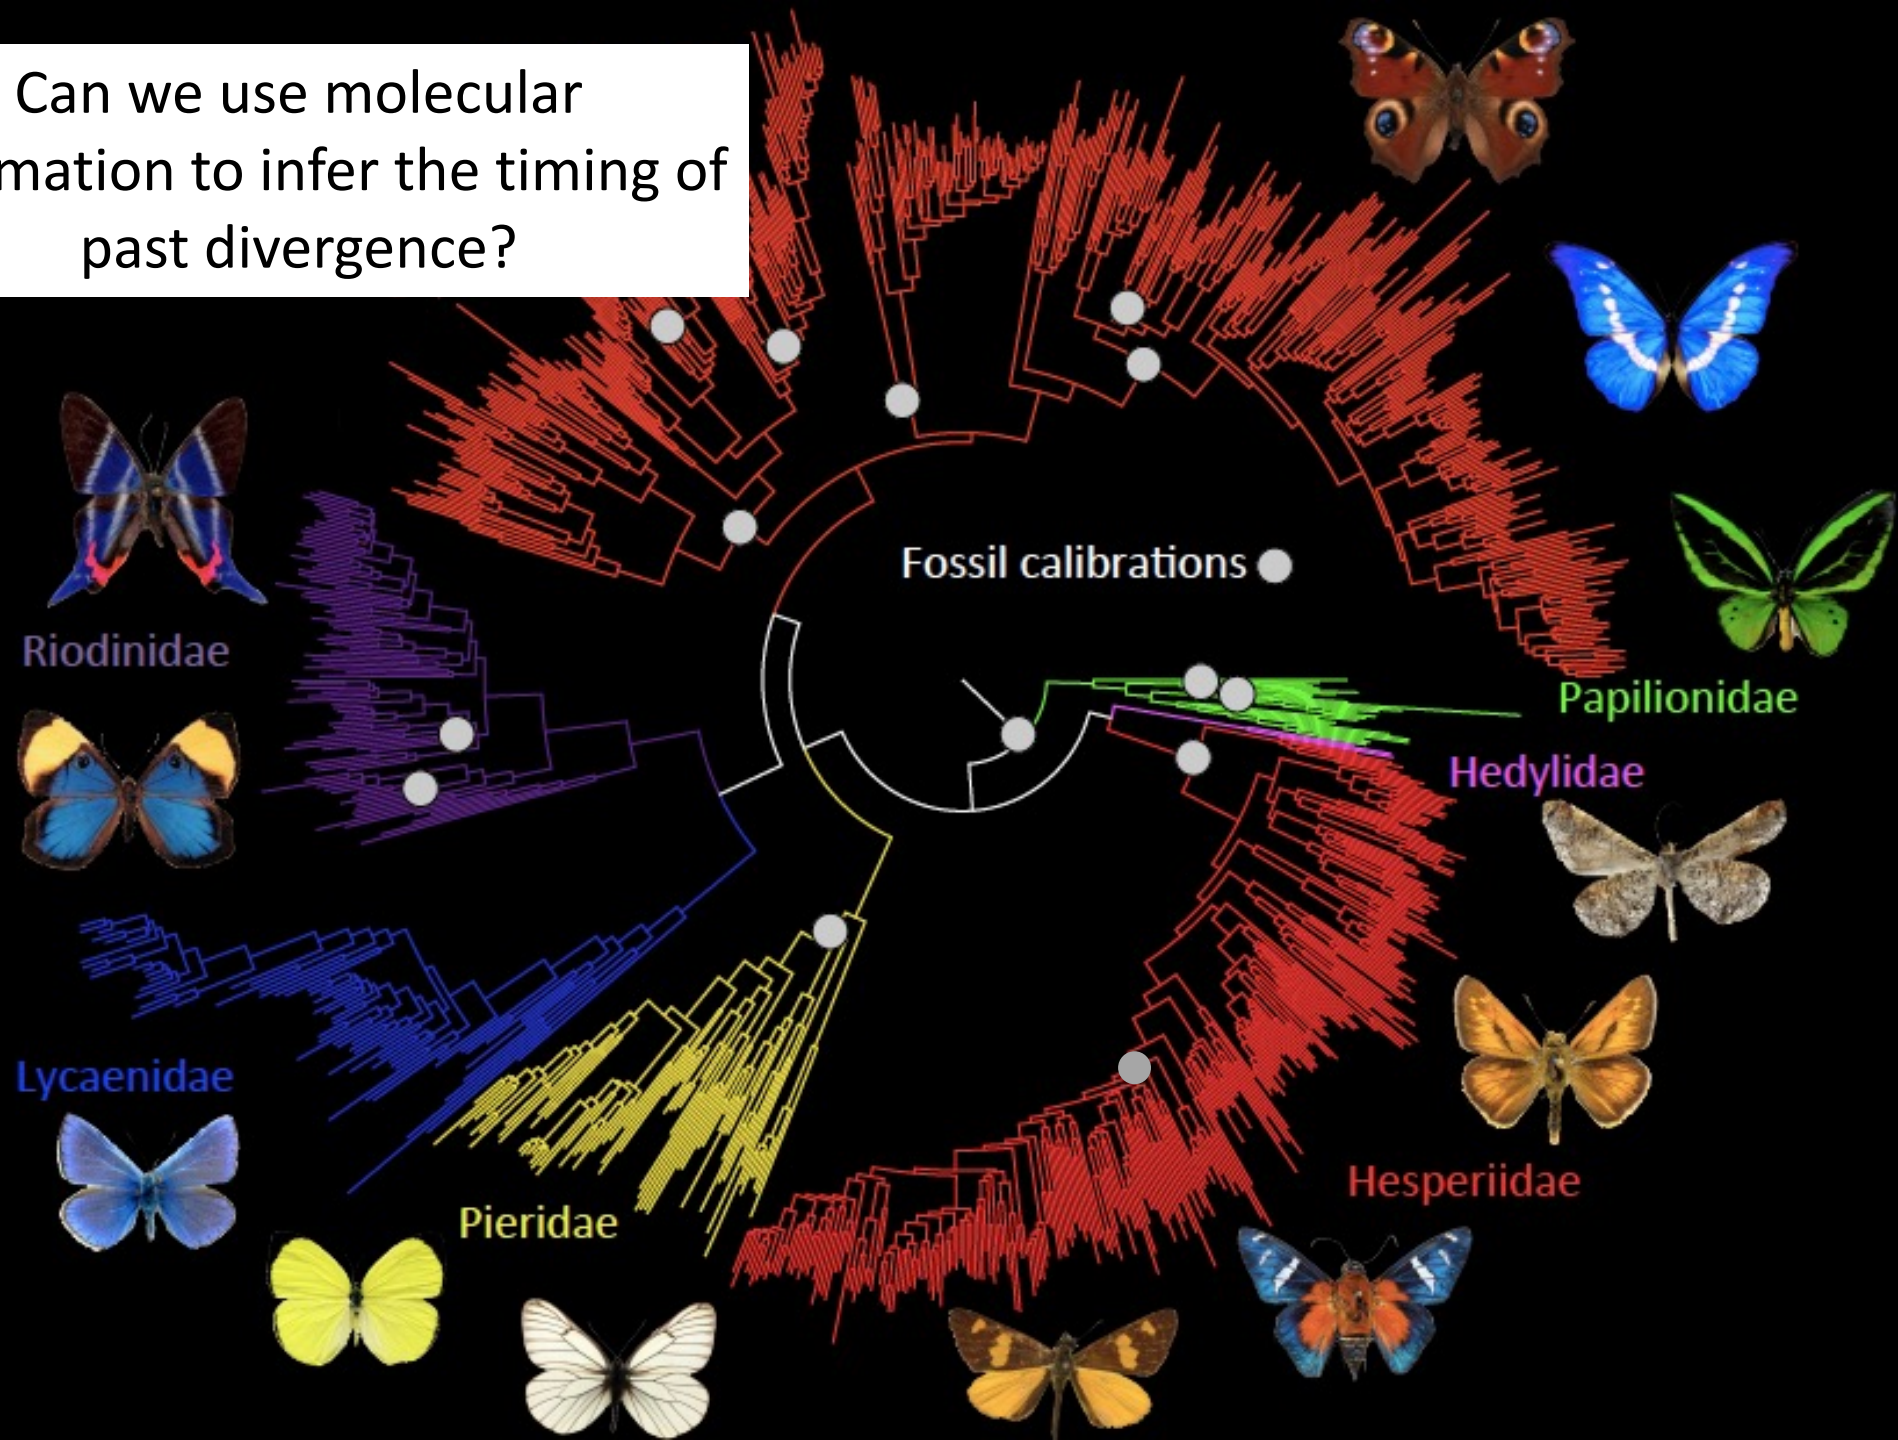 Can we use molecular
mation to infer the timing of
past divergence?
Fossil calibrations
Riodinidae
Papilionidae
Hedylidae
Lycaenidae
Hesperiidae
Pieridae